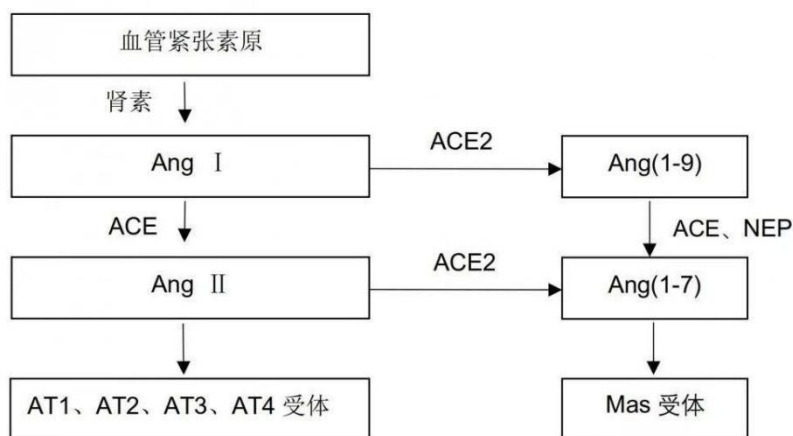 血管紧张素原
肾素
Ang Ⅰ
ACE2
Ang(1-9)
ACE
ACE、NEP
Ang Ⅱ
ACE2
Ang(1-7)
AT1、AT2、AT3、AT4 受体
Mas 受体